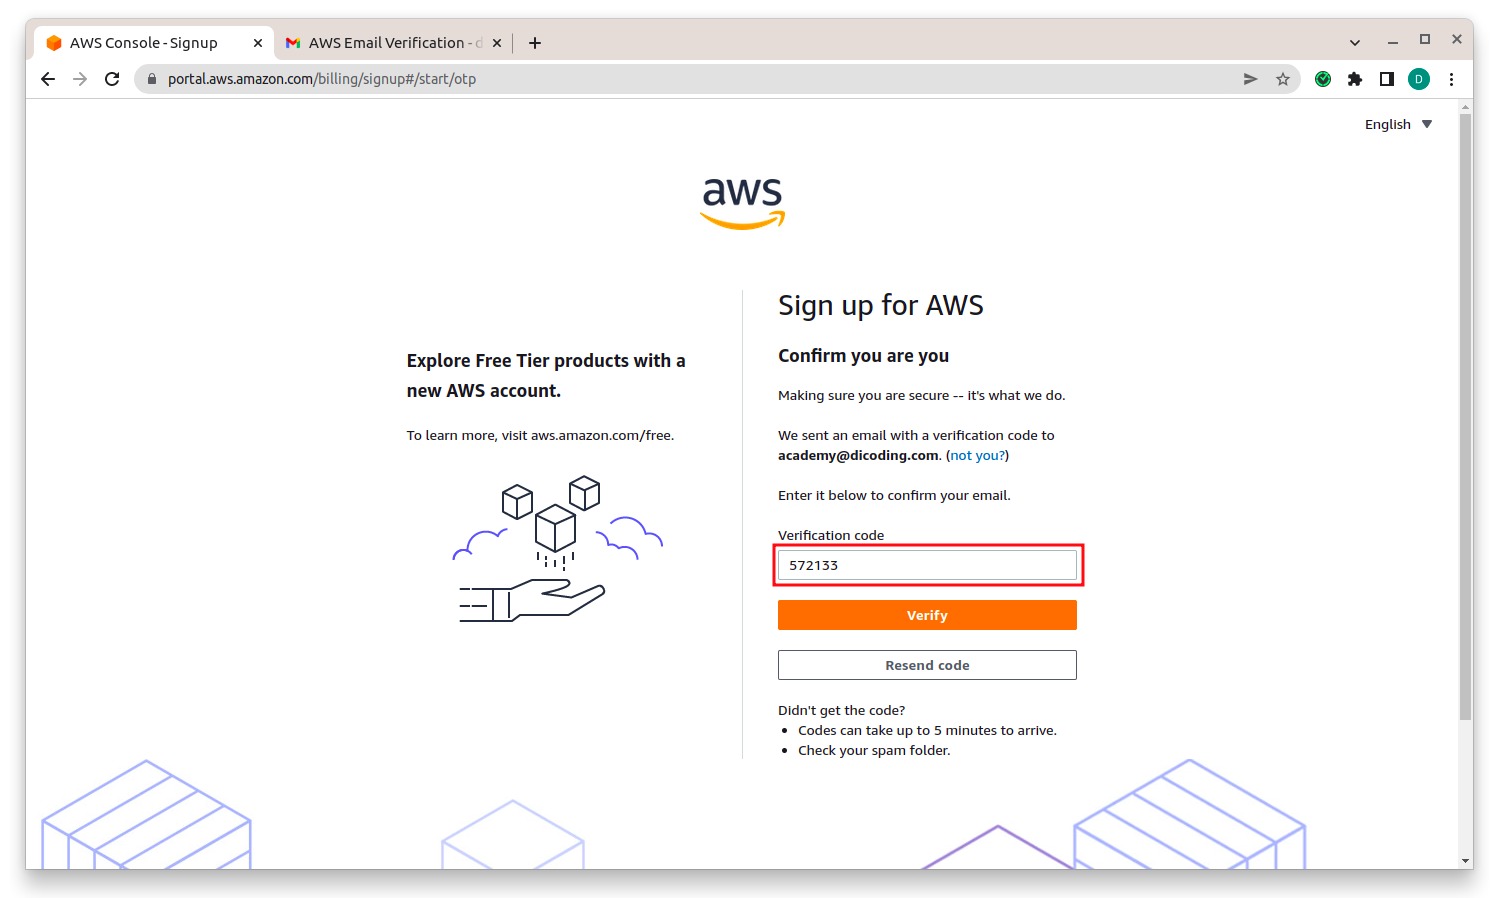 AWS Console - Signup
AWS Email Verification - d
portal.aws.amazon.com/billing/signup#/start/otp
D
English
aws
Explore Free Tier products with a
new AWS account.
To learn more, visit aws.amazon.com/free.
Sign up for AWS
Confirm you are you
Making sure you are secure -- it's what we do.
We sent an email with a verification code to
academy@dicoding.com. (not you?)
Enter it below to confirm your email.
Verification code
572133
Verify
Resend code
Didn't get the code?
• Codes can take up to 5 minutes to arrive.
• Check your spam folder.